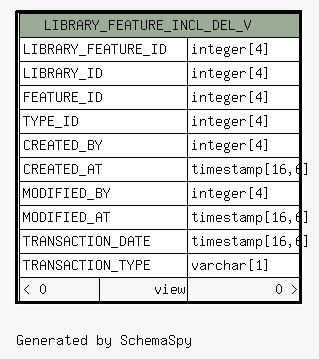 LIBRARY_FEATURE_INCL_DEL_V
LIBRARY_FEATURE_ID integer[4]
LIBRARY_ID integer[4]
FEATURE_ID integer[4]
TYPE_ID integer[4]
CREATED_BY integer[4]
CREATED_AT timestamp[16,6]
MODIFIED_BY integer[4]
MODIFIED_AT timestamp[16,6]
TRANSACTION_DATE timestamp[16,6]
TRANSACTION_TYPE varchar[1]
< 0 view 0 >
Generated by SchemaSpy